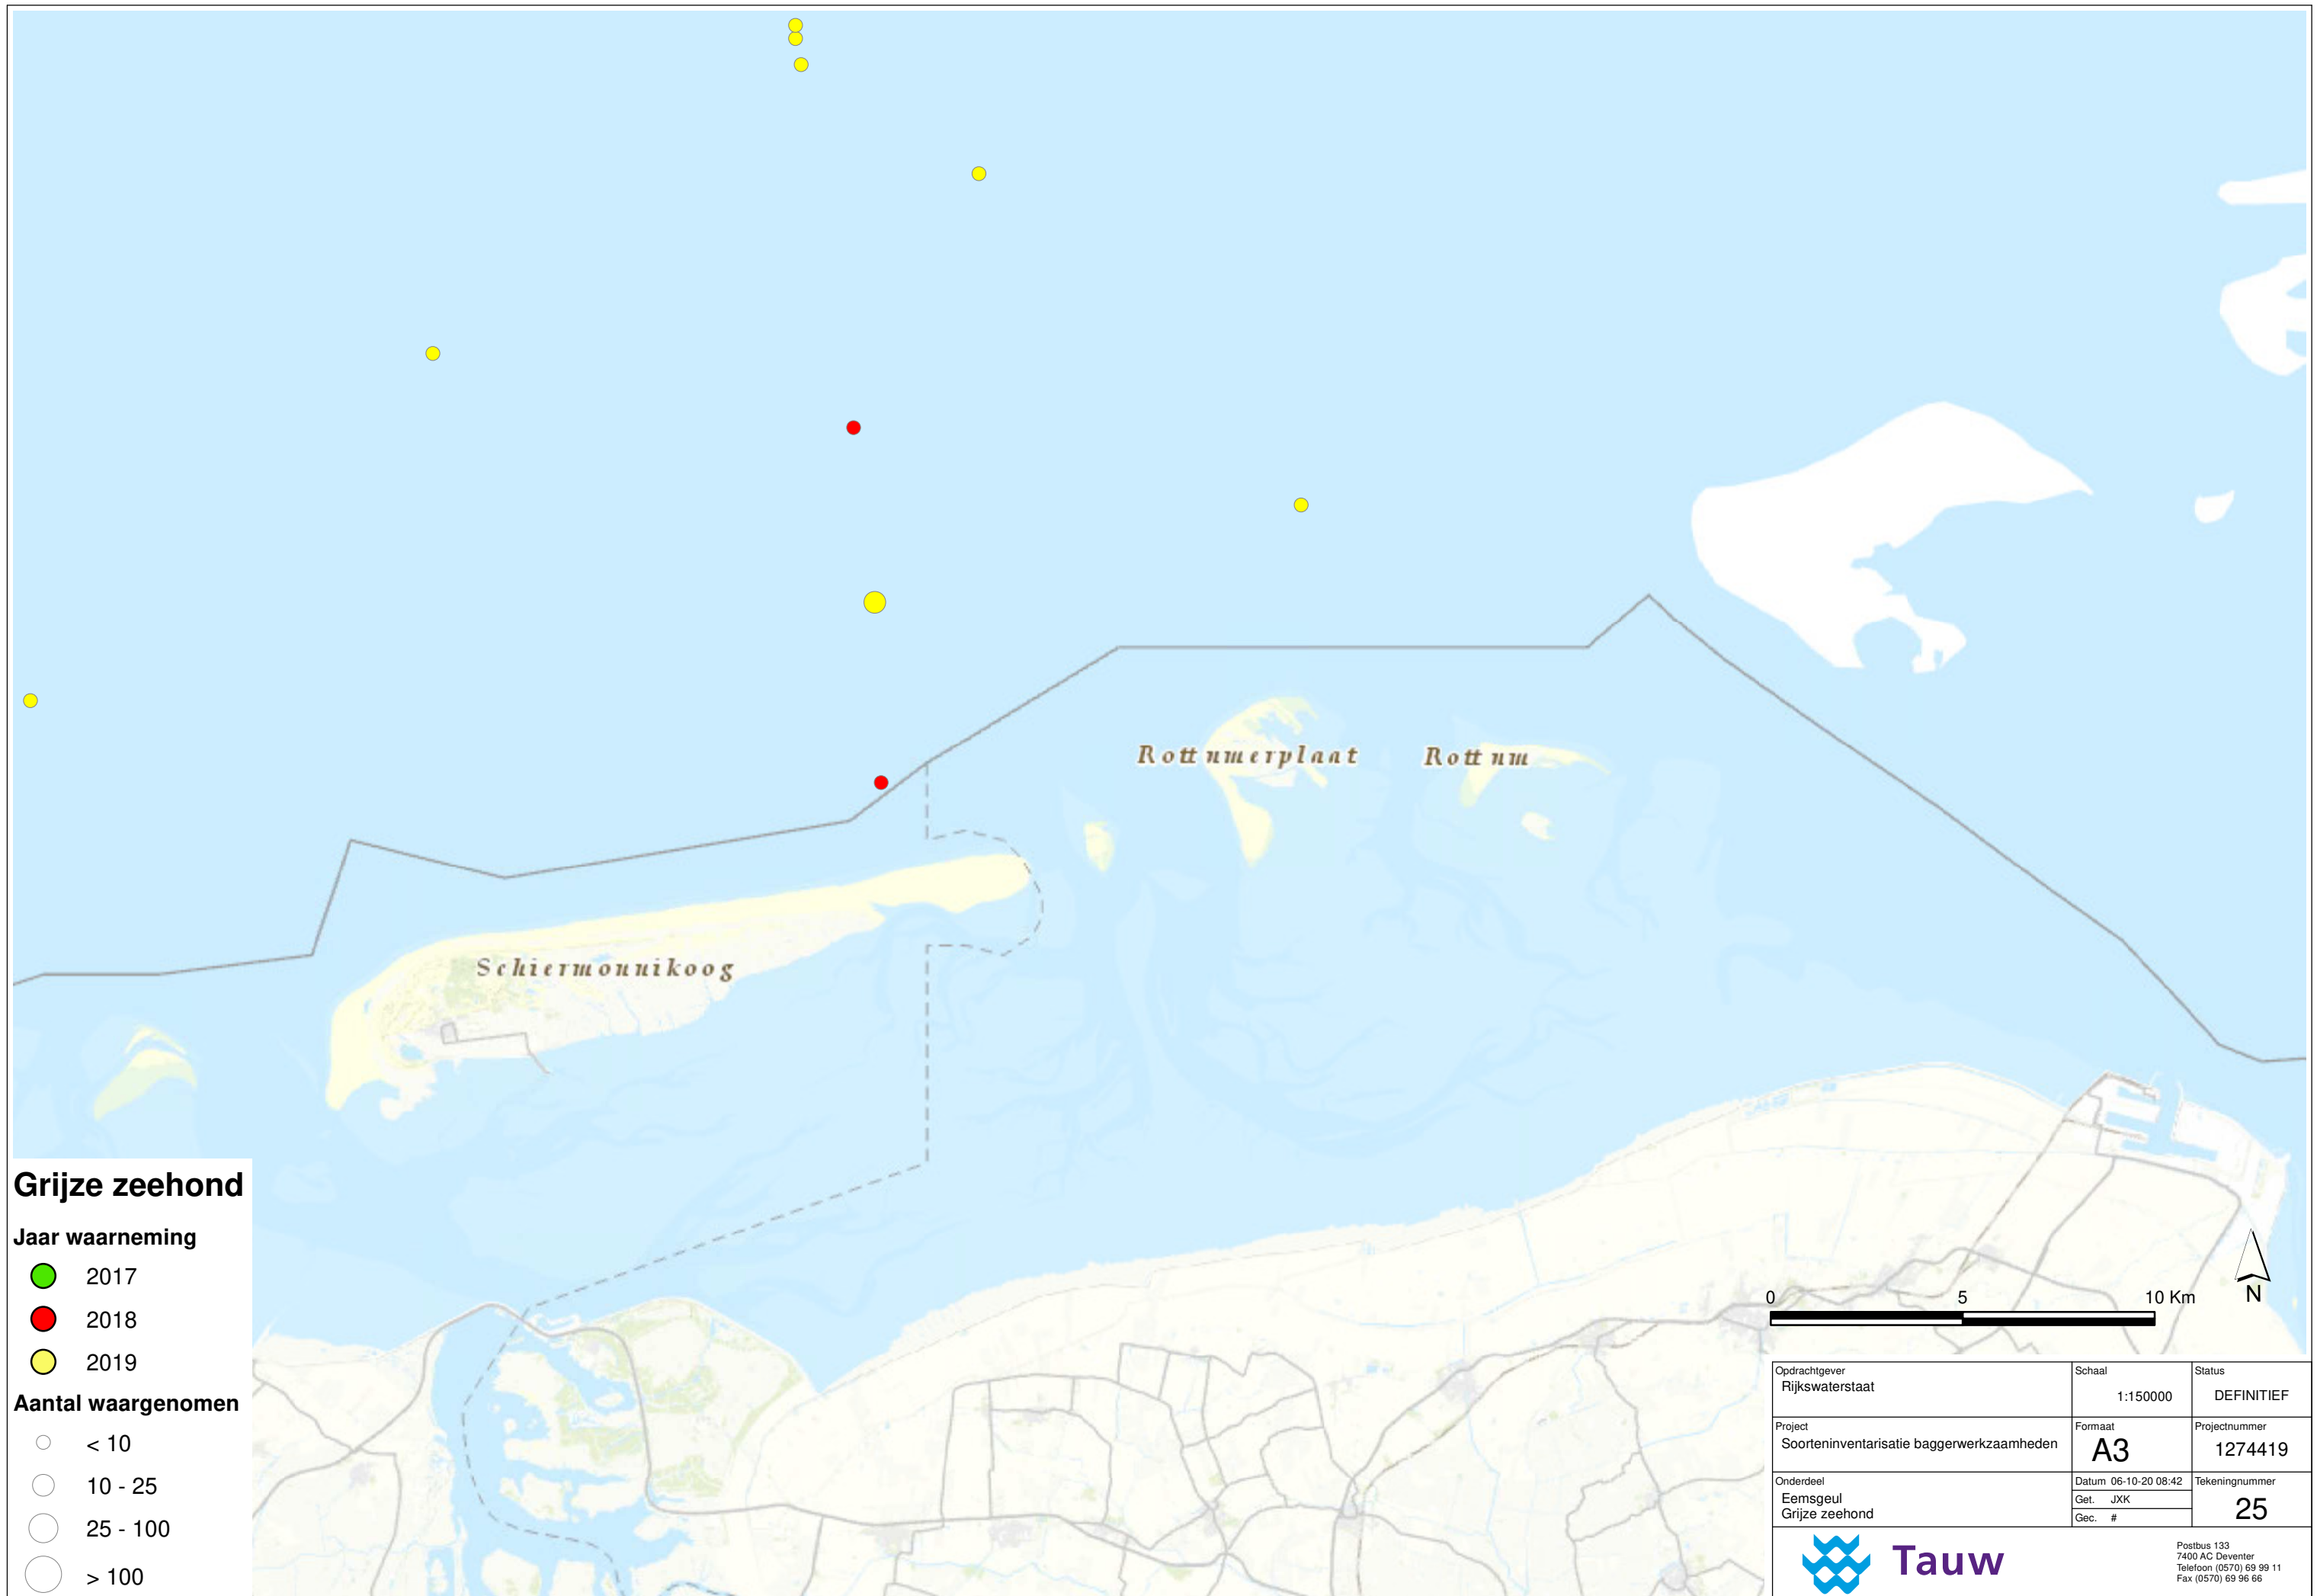 Rottumerplaat
Rottum
Schiermonnikoog
Grijze zeehond
Jaar waarneming
2017
2018
2019
Aantal waargenomen
< 10
10 - 25
25 - 100
> 100
0 5 10 Km
N
Opdrachtgever
Rijkswaterstaat
Schaal
1:150000
Status
DEFINITIEF
Project
Soorteninventarisatie baggerwerkzaamheden
Formaat
A3
Projectnummer
1274419
Onderdeel
Eemsgeul
Grijze zeehond
Datum 06-10-20 08:42
Get. JXK
Gec. #
Tekeningnummer
25
Tauw
Postbus 133
7400 AC Deventer
Telefoon (0570) 69 99 11
Fax (0570) 69 96 66